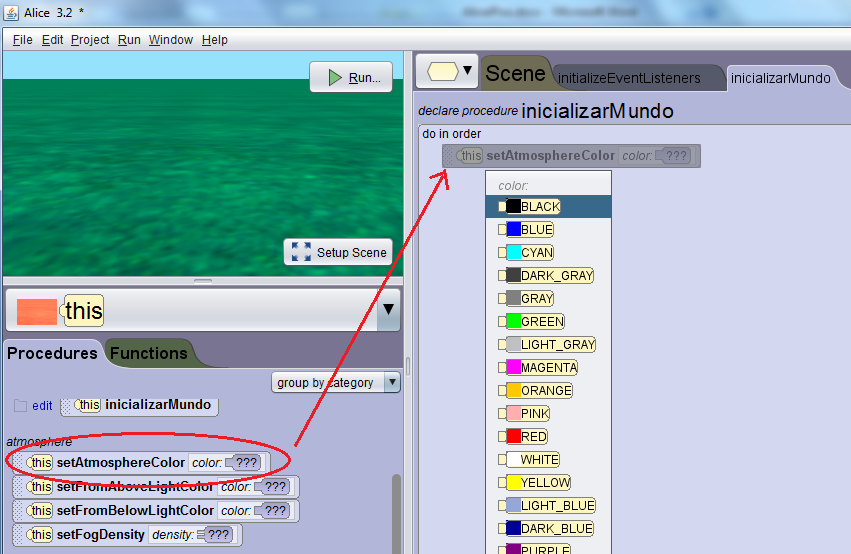 Alice 3.2 *
File Edit Project Run Window Help
Run...
Setup Scene
this
Procedures Functions
group by category
edit this inicializarMundo
atmosphere
this setAtmosphereColor color: ???
this setFromAboveLightColor color: ???
this setFromBelowLightColor color: ???
this setFogDensity density: ???
Scene initializeEventListeners inicializarMundo
declare procedure inicializarMundo
do in order
this setAtmosphereColor color: ???
color:
BLACK
BLUE
CYAN
DARK_GRAY
GRAY
GREEN
LIGHT_GRAY
MAGENTA
ORANGE
PINK
RED
WHITE
YELLOW
LIGHT_BLUE
DARK_BLUE
PURPLE